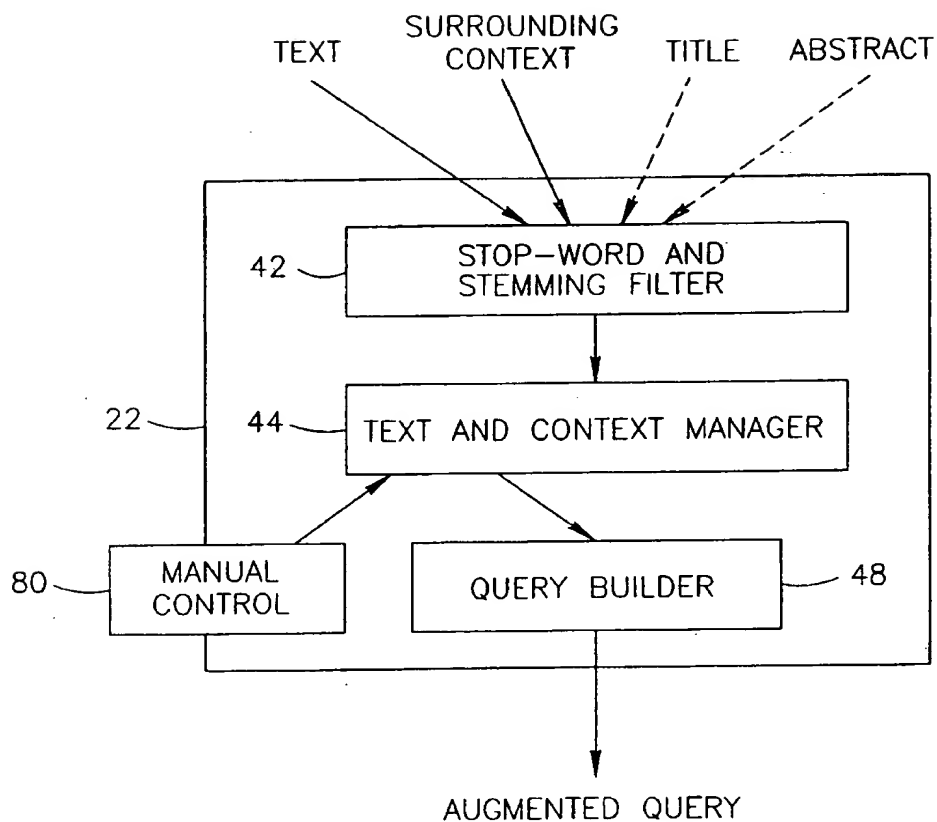 TEXT
SURROUNDING
CONTEXT
TITLE
ABSTRACT
42
STOP-WORD AND
STEMMING FILTER
22
44
TEXT AND CONTEXT MANAGER
80
MANUAL
CONTROL
QUERY BUILDER
48
AUGMENTED QUERY